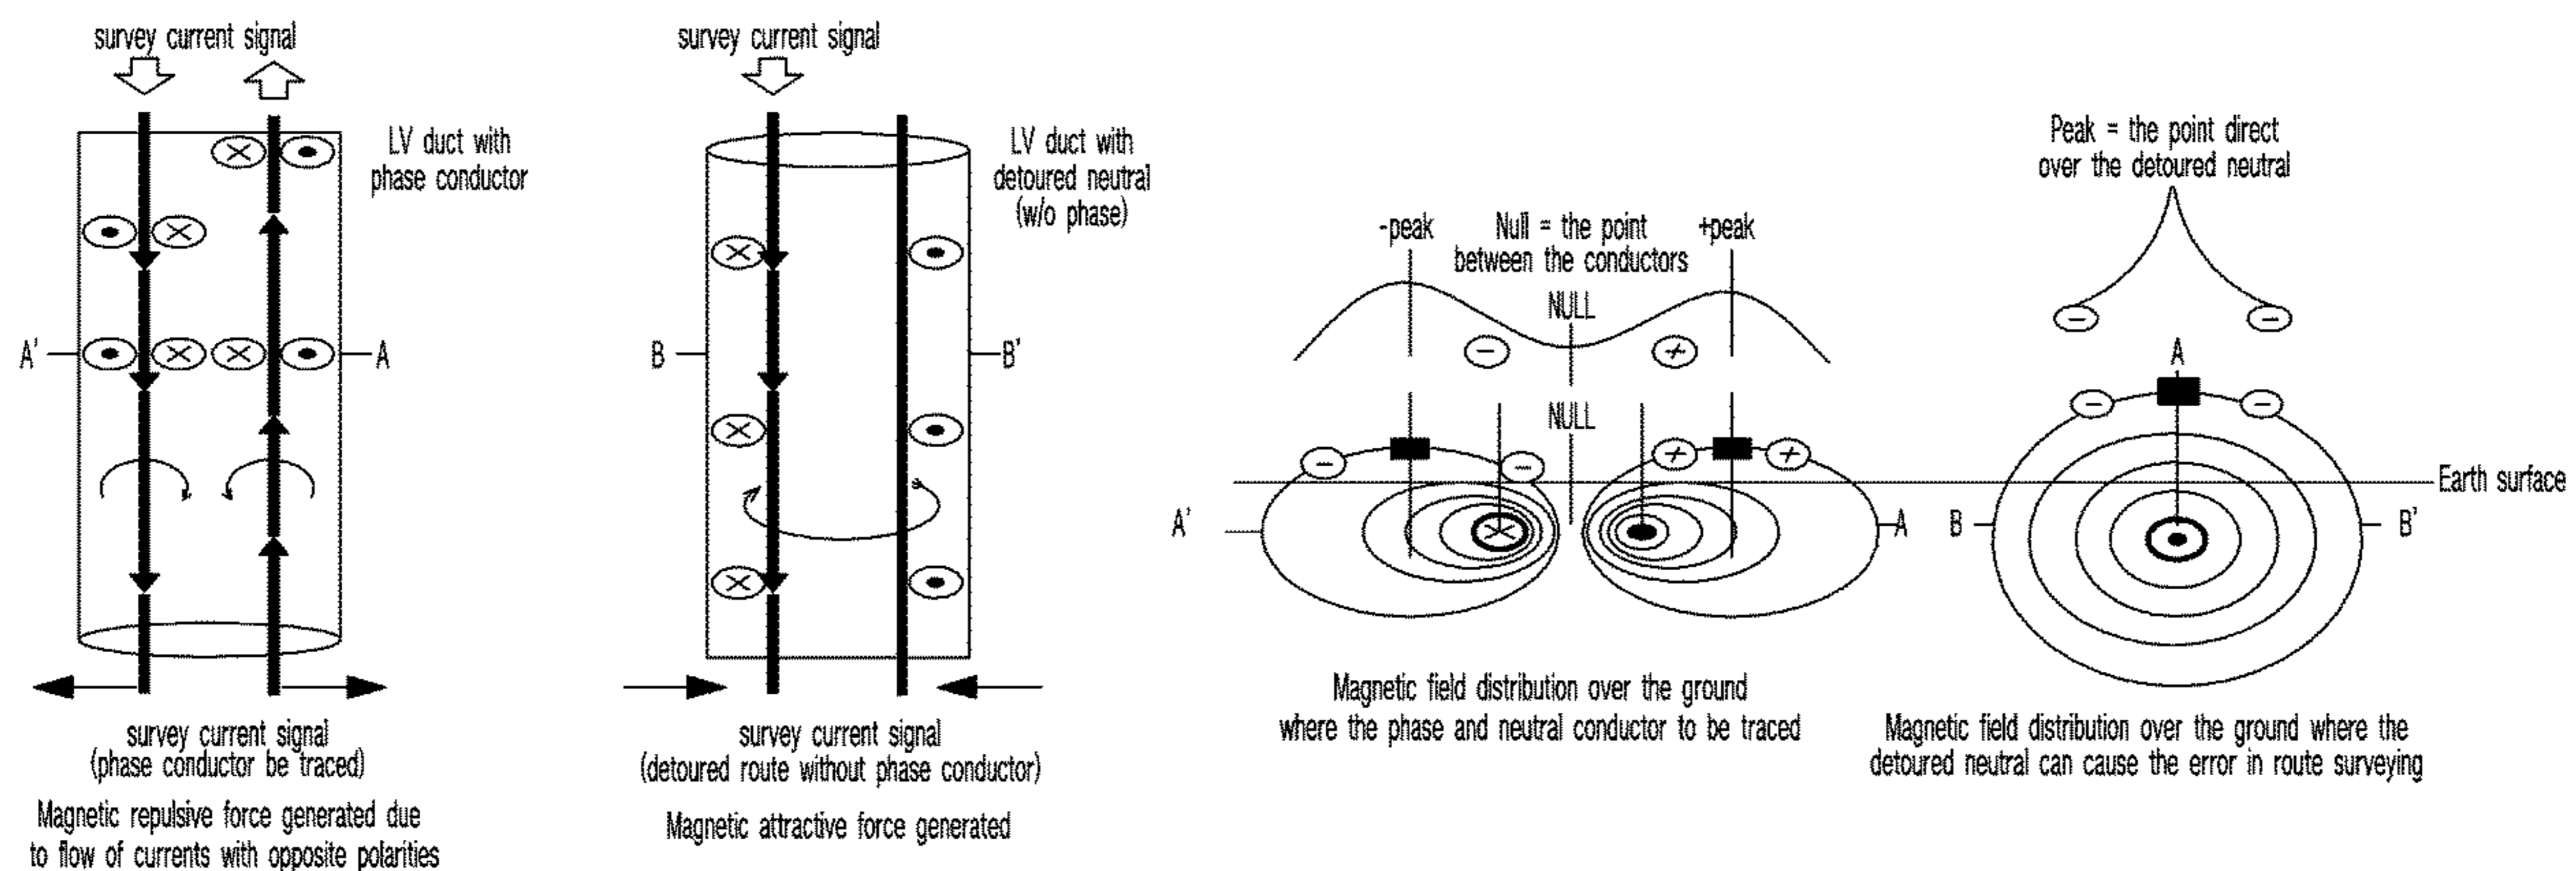 survey current signal
LV duct with
phase conductor
A'
A
survey current signal
(phase conductor be traced)
Magnetic repulsive force generated due
to flow of currents with opposite polarities
survey current signal
LV duct with
detoured neutral
(w/o phase)
B
B'
survey current signal
(detoured route without phase conductor)
Magnetic attractive force generated
-peak
Null = the point
between the conductors
+peak
NULL
NULL
A'
A
Magnetic field distribution over the ground
where the phase and neutral conductor to be traced
Peak = the point direct
over the detoured neutral
A
Earth surface
B
B'
Magnetic field distribution over the ground where the
detoured neutral can cause the error in route surveying